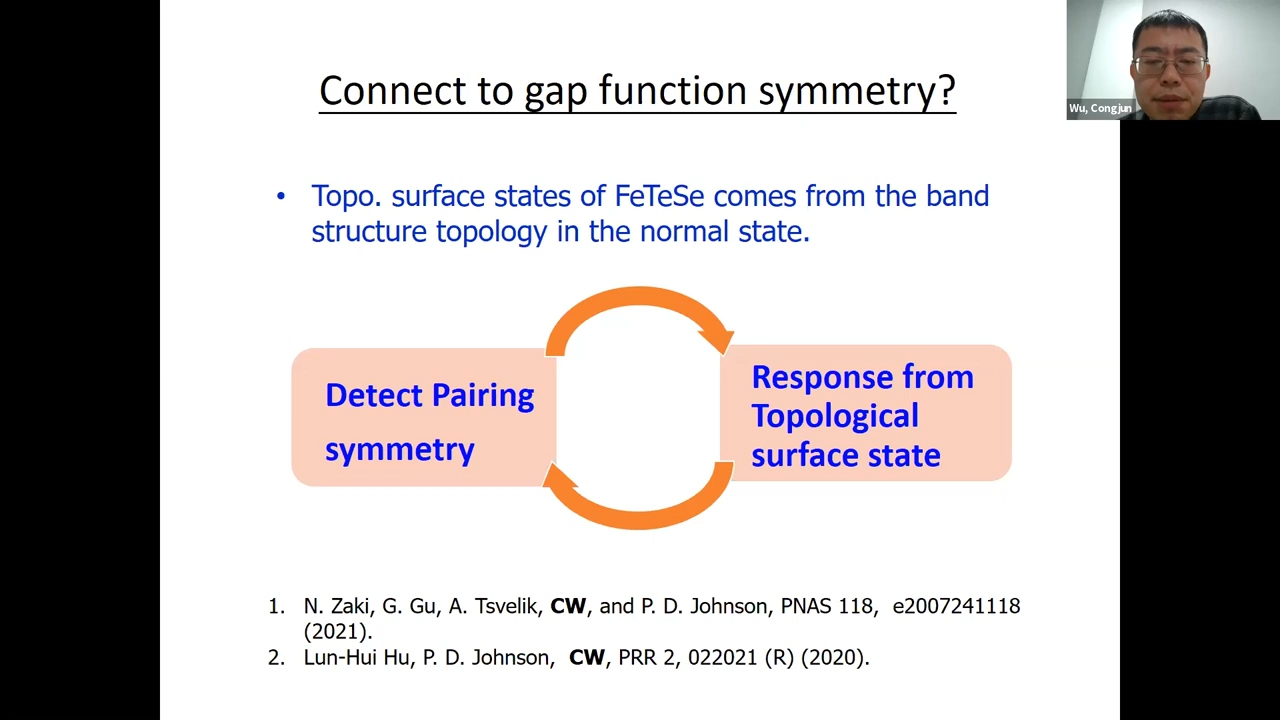 Connect to gap function symmetry?
Wu, Congjun
• Topo. surface states of FeTeSe comes from the band
structure topology in the normal state.
Detect Pairing
symmetry
Response from
Topological
surface state
1. N. Zaki, G. Gu, A. Tsvelik, CW, and P. D. Johnson, PNAS 118, e2007241118
(2021).
2. Lun-Hui Hu, P. D. Johnson, CW, PRR 2, 022021 (R) (2020).